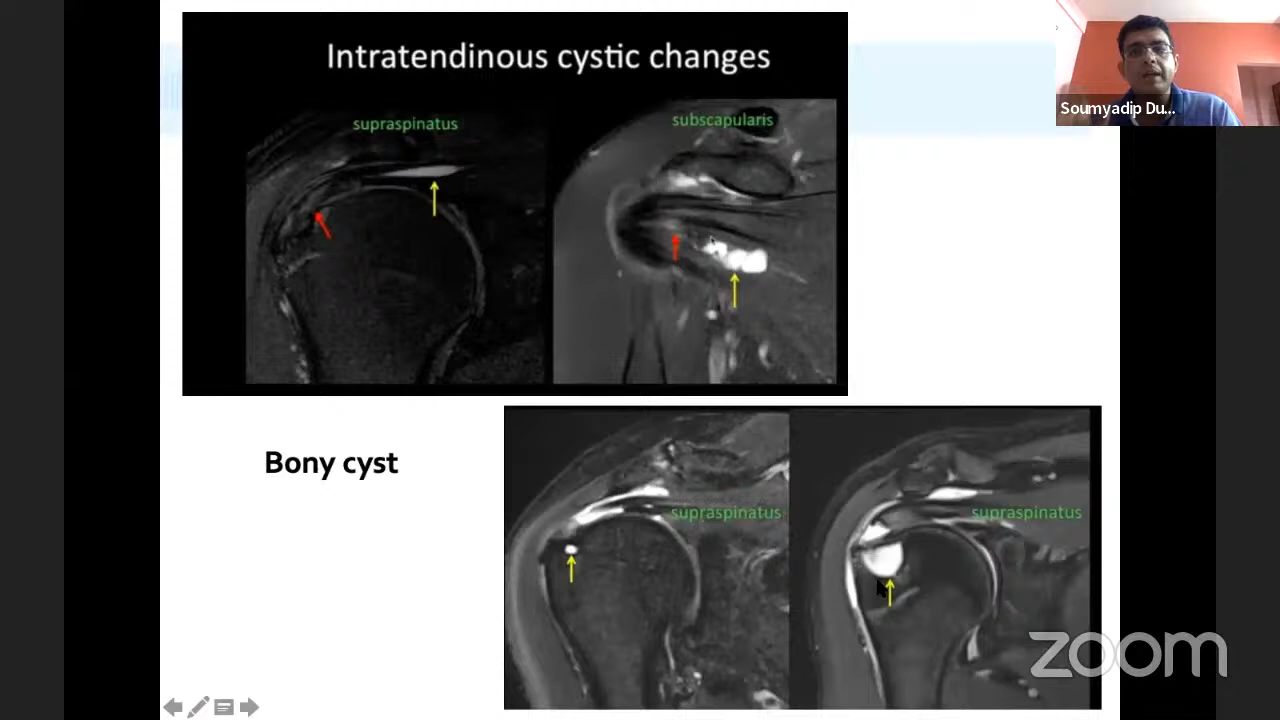 Intratendinous cystic changes
supraspinatus
subscapularis
Soumyadip Du...
Bony cyst
supraspinatus
supraspinatus
zoom